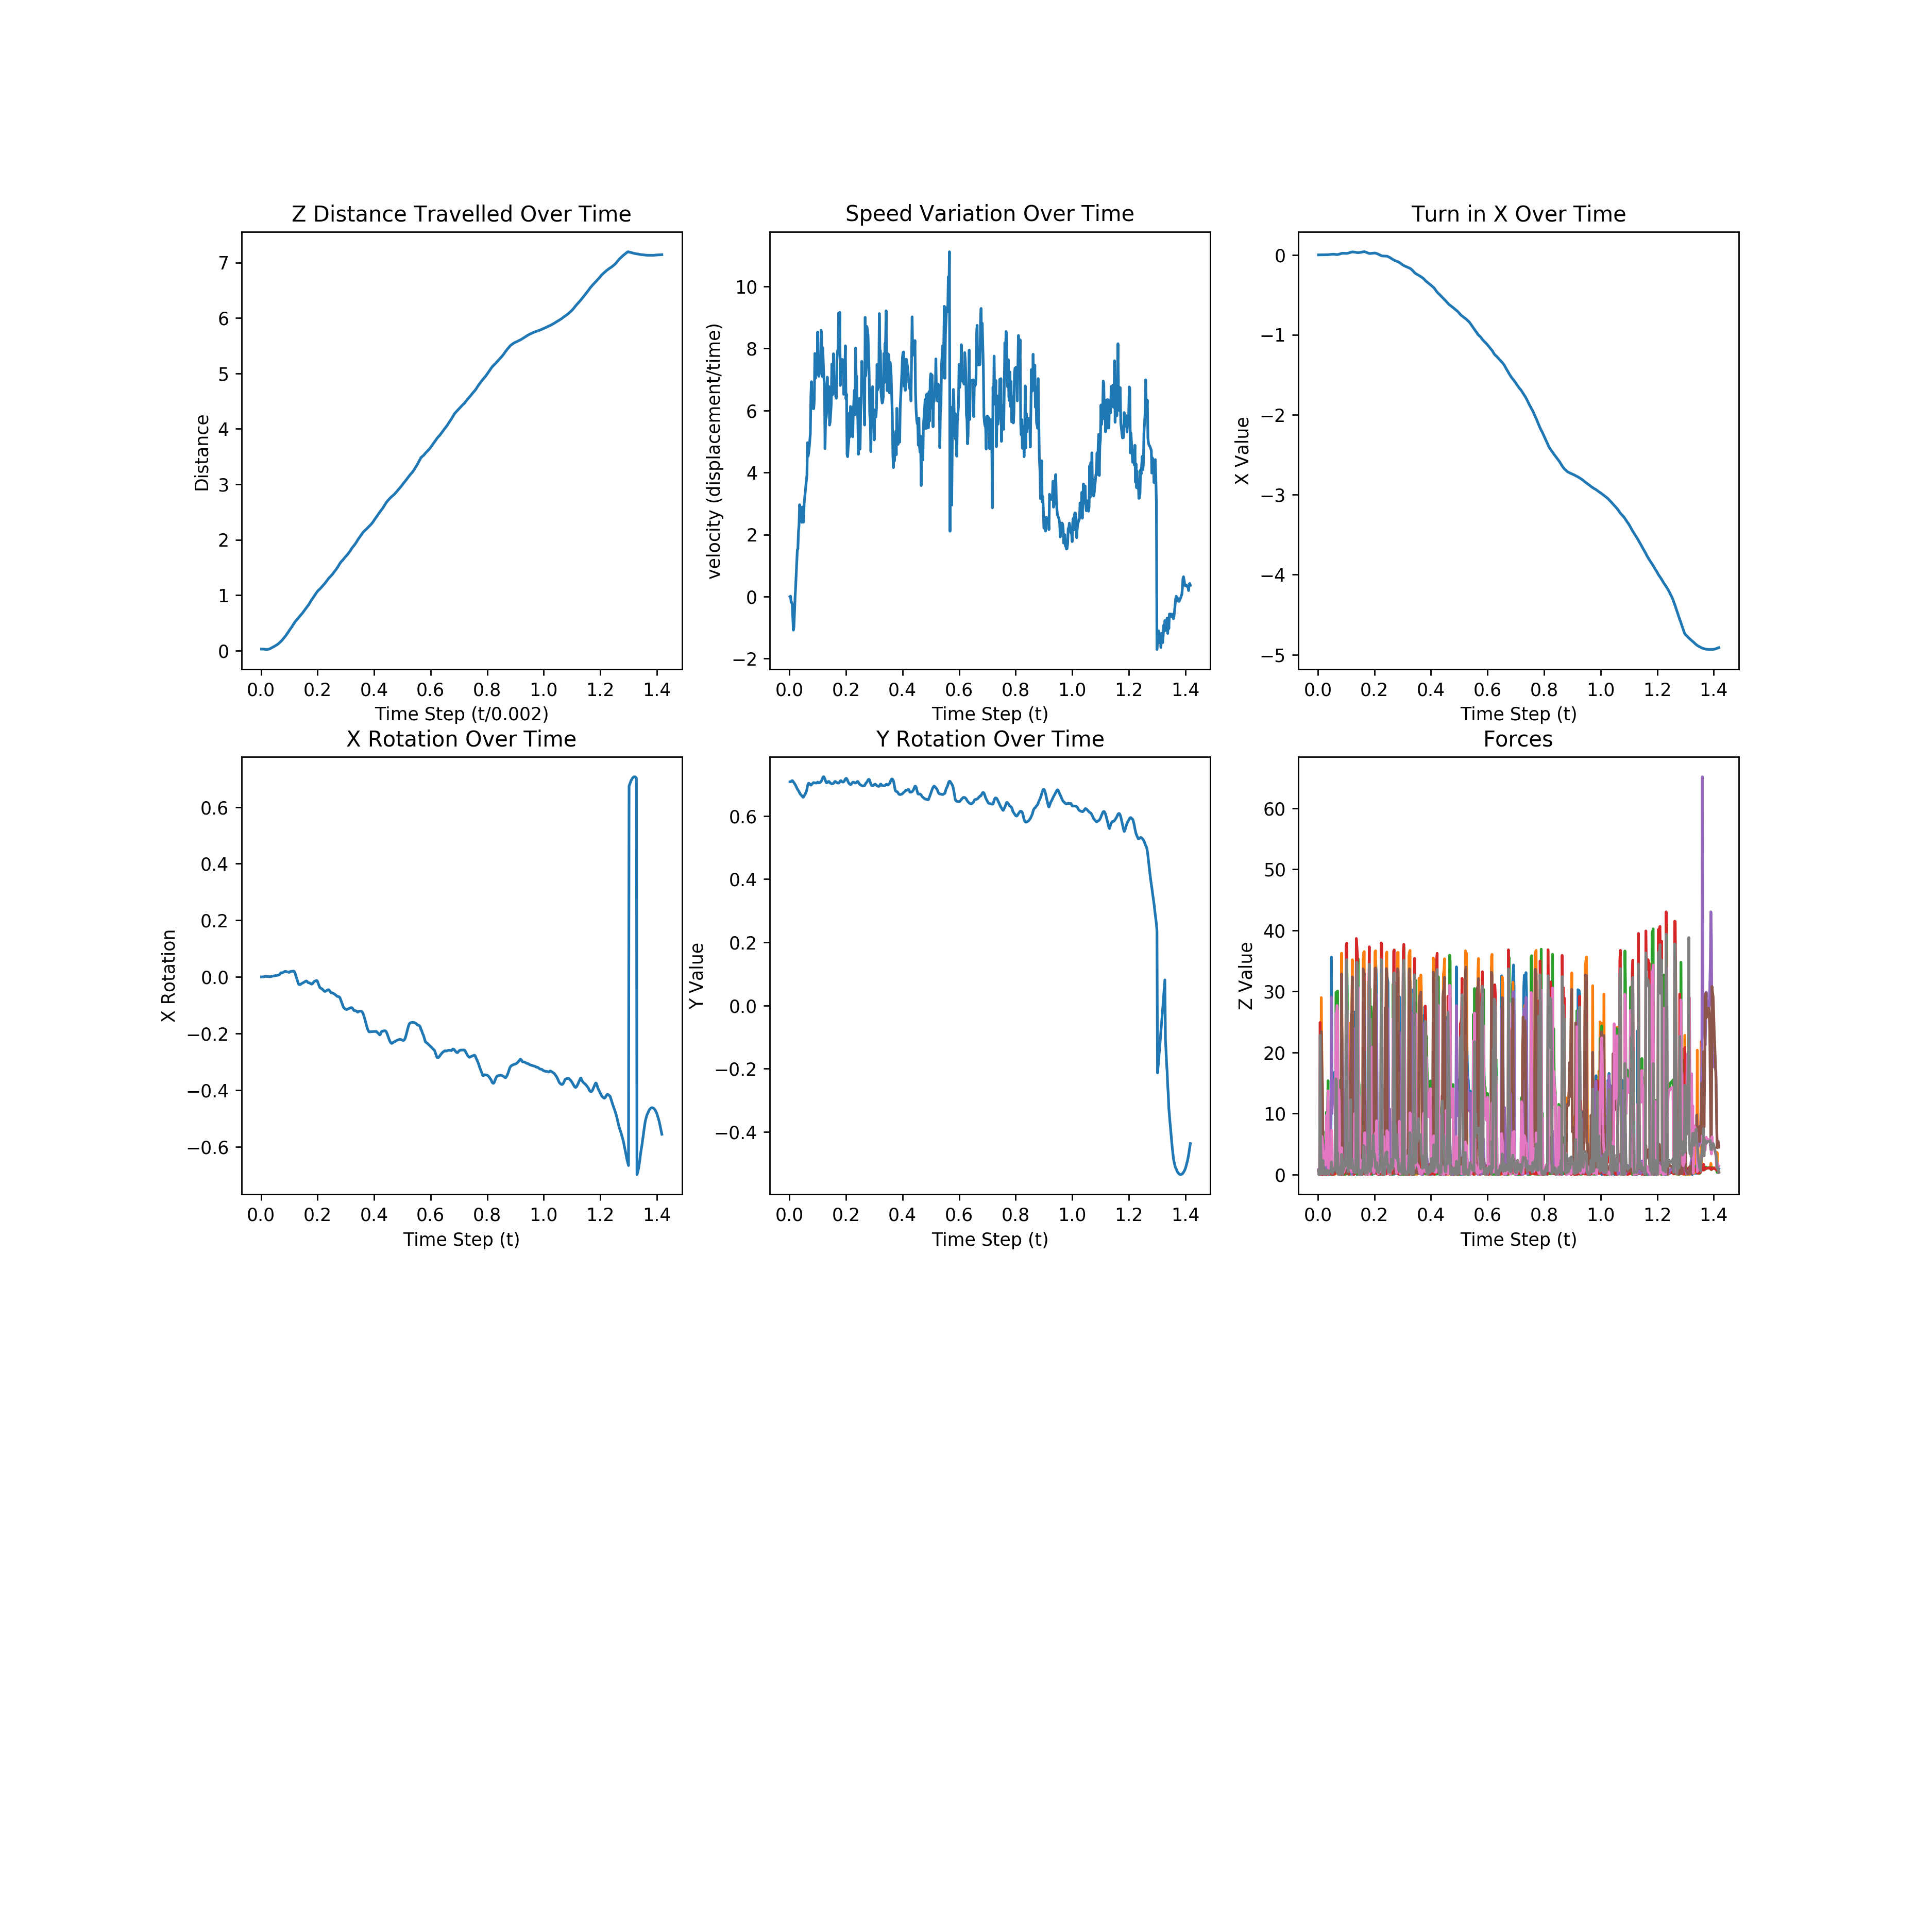 Z Distance Travelled Over Time
Distance
7
6
5
4
3
2
1
0
0.0 0.2 0.4 0.6 0.8 1.0 1.2 1.4
Time Step (t/0.002)
Speed Variation Over Time
velocity (displacement/time)
10
8
6
4
2
0
−2
0.0 0.2 0.4 0.6 0.8 1.0 1.2 1.4
Time Step (t)
Turn in X Over Time
X Value
0
−1
−2
−3
−4
−5
0.0 0.2 0.4 0.6 0.8 1.0 1.2 1.4
Time Step (t)
X Rotation Over Time
X Rotation
0.6
0.4
0.2
0.0
−0.2
−0.4
−0.6
0.0 0.2 0.4 0.6 0.8 1.0 1.2 1.4
Time Step (t)
Y Rotation Over Time
Y Value
0.6
0.4
0.2
0.0
−0.2
−0.4
0.0 0.2 0.4 0.6 0.8 1.0 1.2 1.4
Time Step (t)
Forces
Z Value
60
50
40
30
20
10
0
0.0 0.2 0.4 0.6 0.8 1.0 1.2 1.4
Time Step (t)